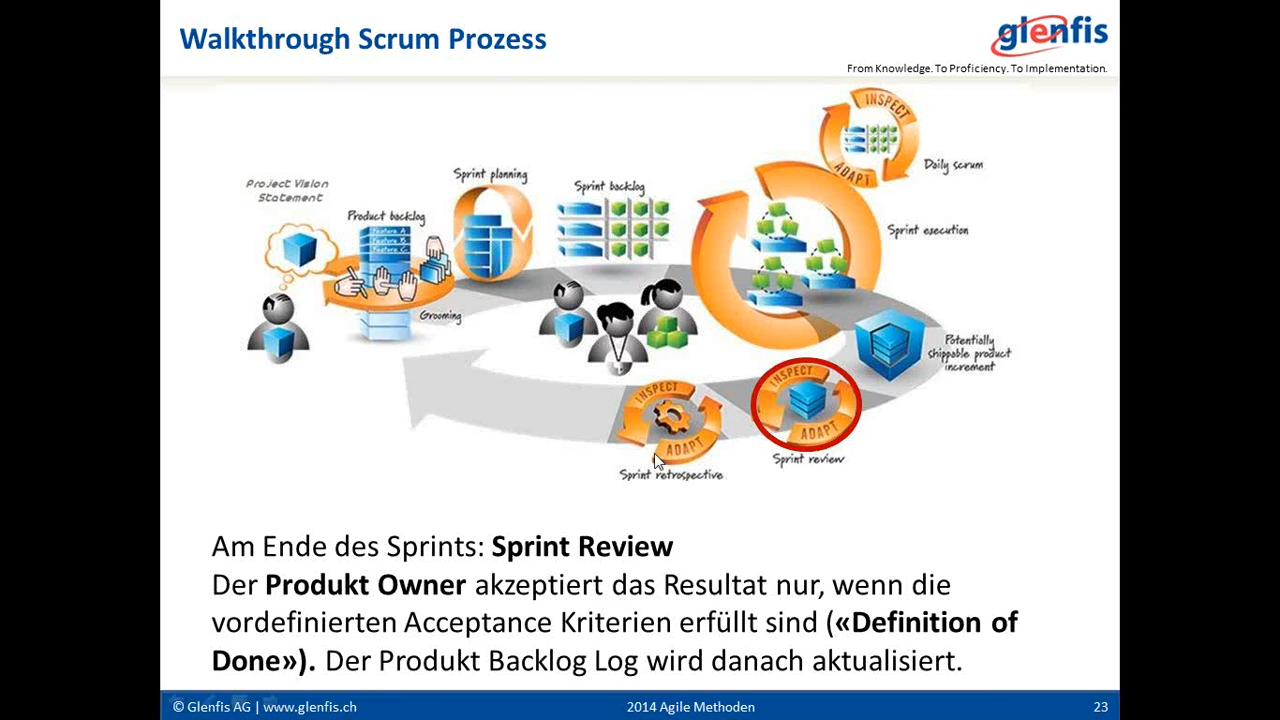 Walkthrough Scrum Prozess
glenfis
From Knowledge. To Proficiency. To Implementation.
INSPECT
ADAPT
Daily scrum
Sprint planning
Project Vision
Statement
Sprint backlog
Product backlog
Feature A
Feature B
Feature C
Sprint execution
Grooming
Potentially
shippable product
increment
INSPECT
ADAPT
Sprint review
INSPECT
ADAPT
Sprint retrospective
Am Ende des Sprints: Sprint Review
Der Produkt Owner akzeptiert das Resultat nur, wenn die
vordefinierten Acceptance Kriterien erfüllt sind («Definition of
Done»). Der Produkt Backlog Log wird danach aktualisiert.
© Glenfis AG | www.glenfis.ch
2014 Agile Methoden
23